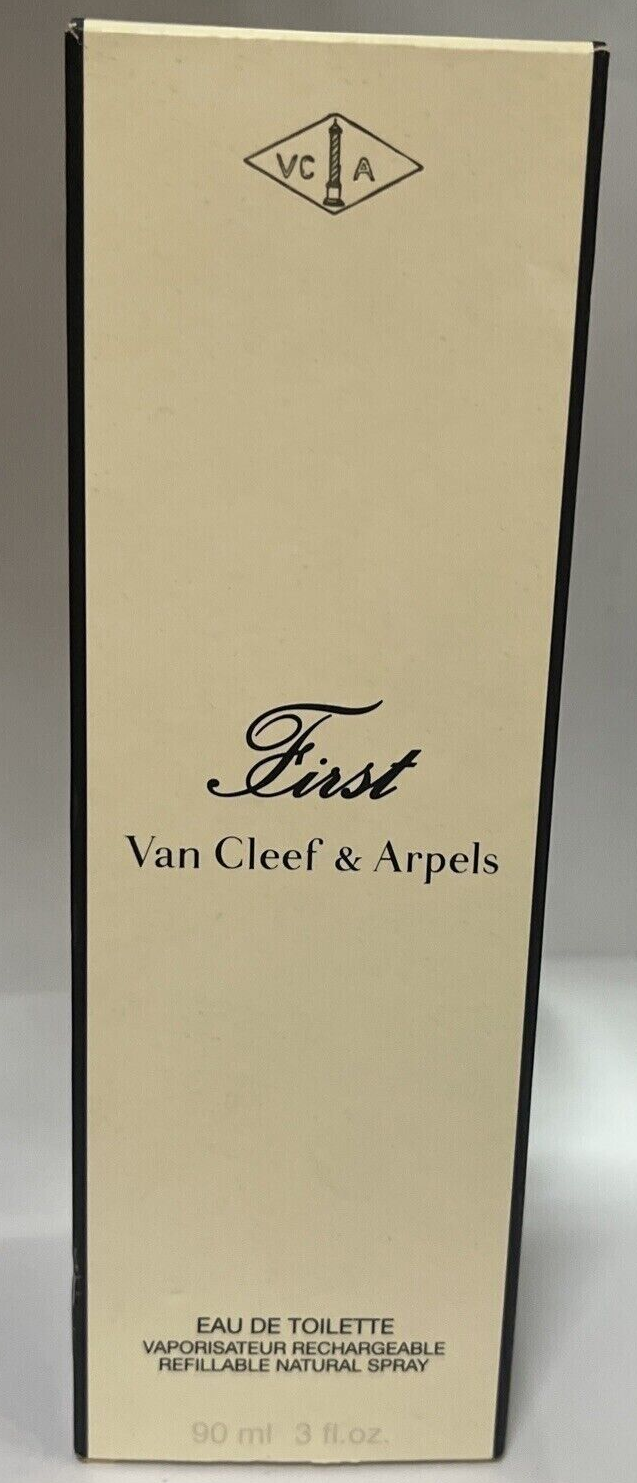 VC A
First
Van Cleef & Arpels
EAU DE TOILETTE
VAPORISATEUR RECHARGEABLE
REFILLABLE NATURAL SPRAY
90 ml 3 fl.oz.